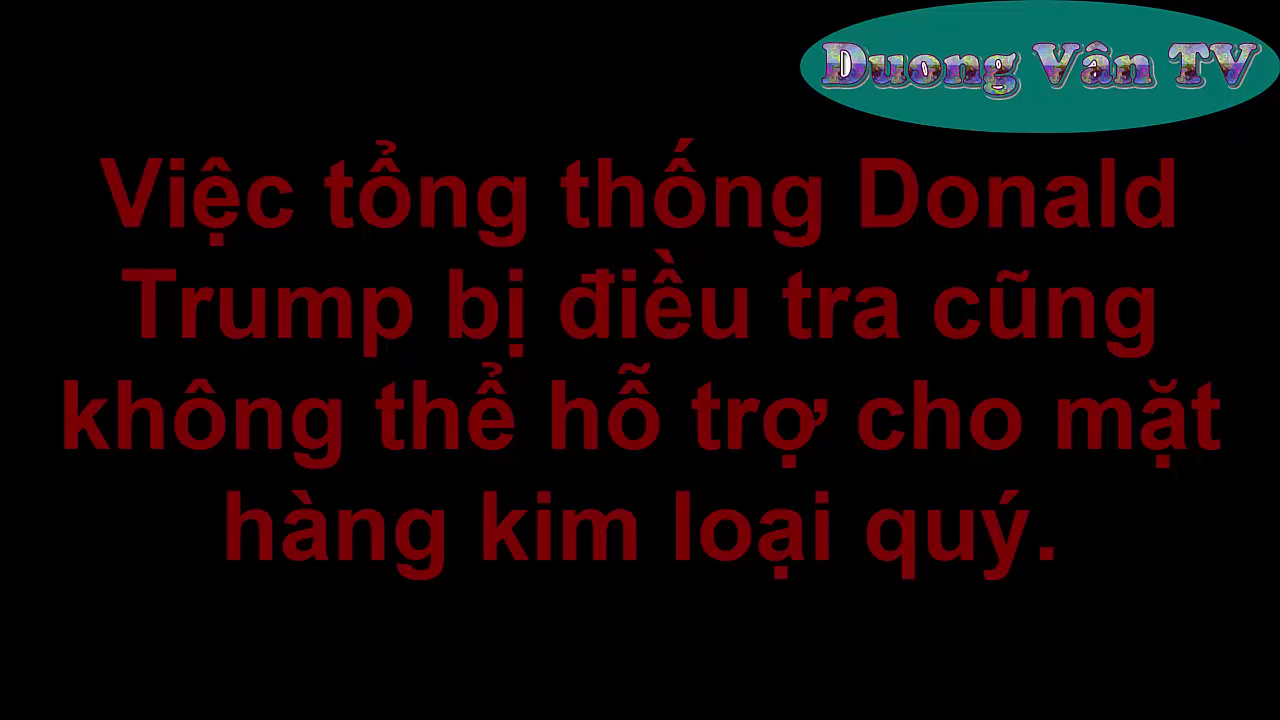 Duong Vân TV
Việc tổng thống Donald
Trump bị điều tra cũng
không thể hỗ trợ cho mặt
hàng kim loại quý.